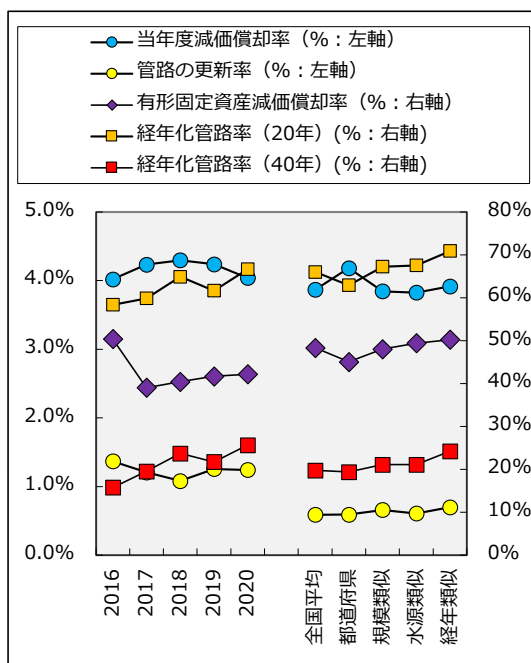 当年度減価償却率（%：左軸）
管路の更新率（%：左軸）
有形固定資産減価償却率（%：右軸）
経年化管路率（20年）(%：右軸)
経年化管路率（40年）(%：右軸)
5.0%
4.0%
3.0%
2.0%
1.0%
0.0%
80%
70%
60%
50%
40%
30%
20%
10%
0%
2016
2017
2018
2019
2020
全国平均
都道府県
規模類似
水源類似
経年類似